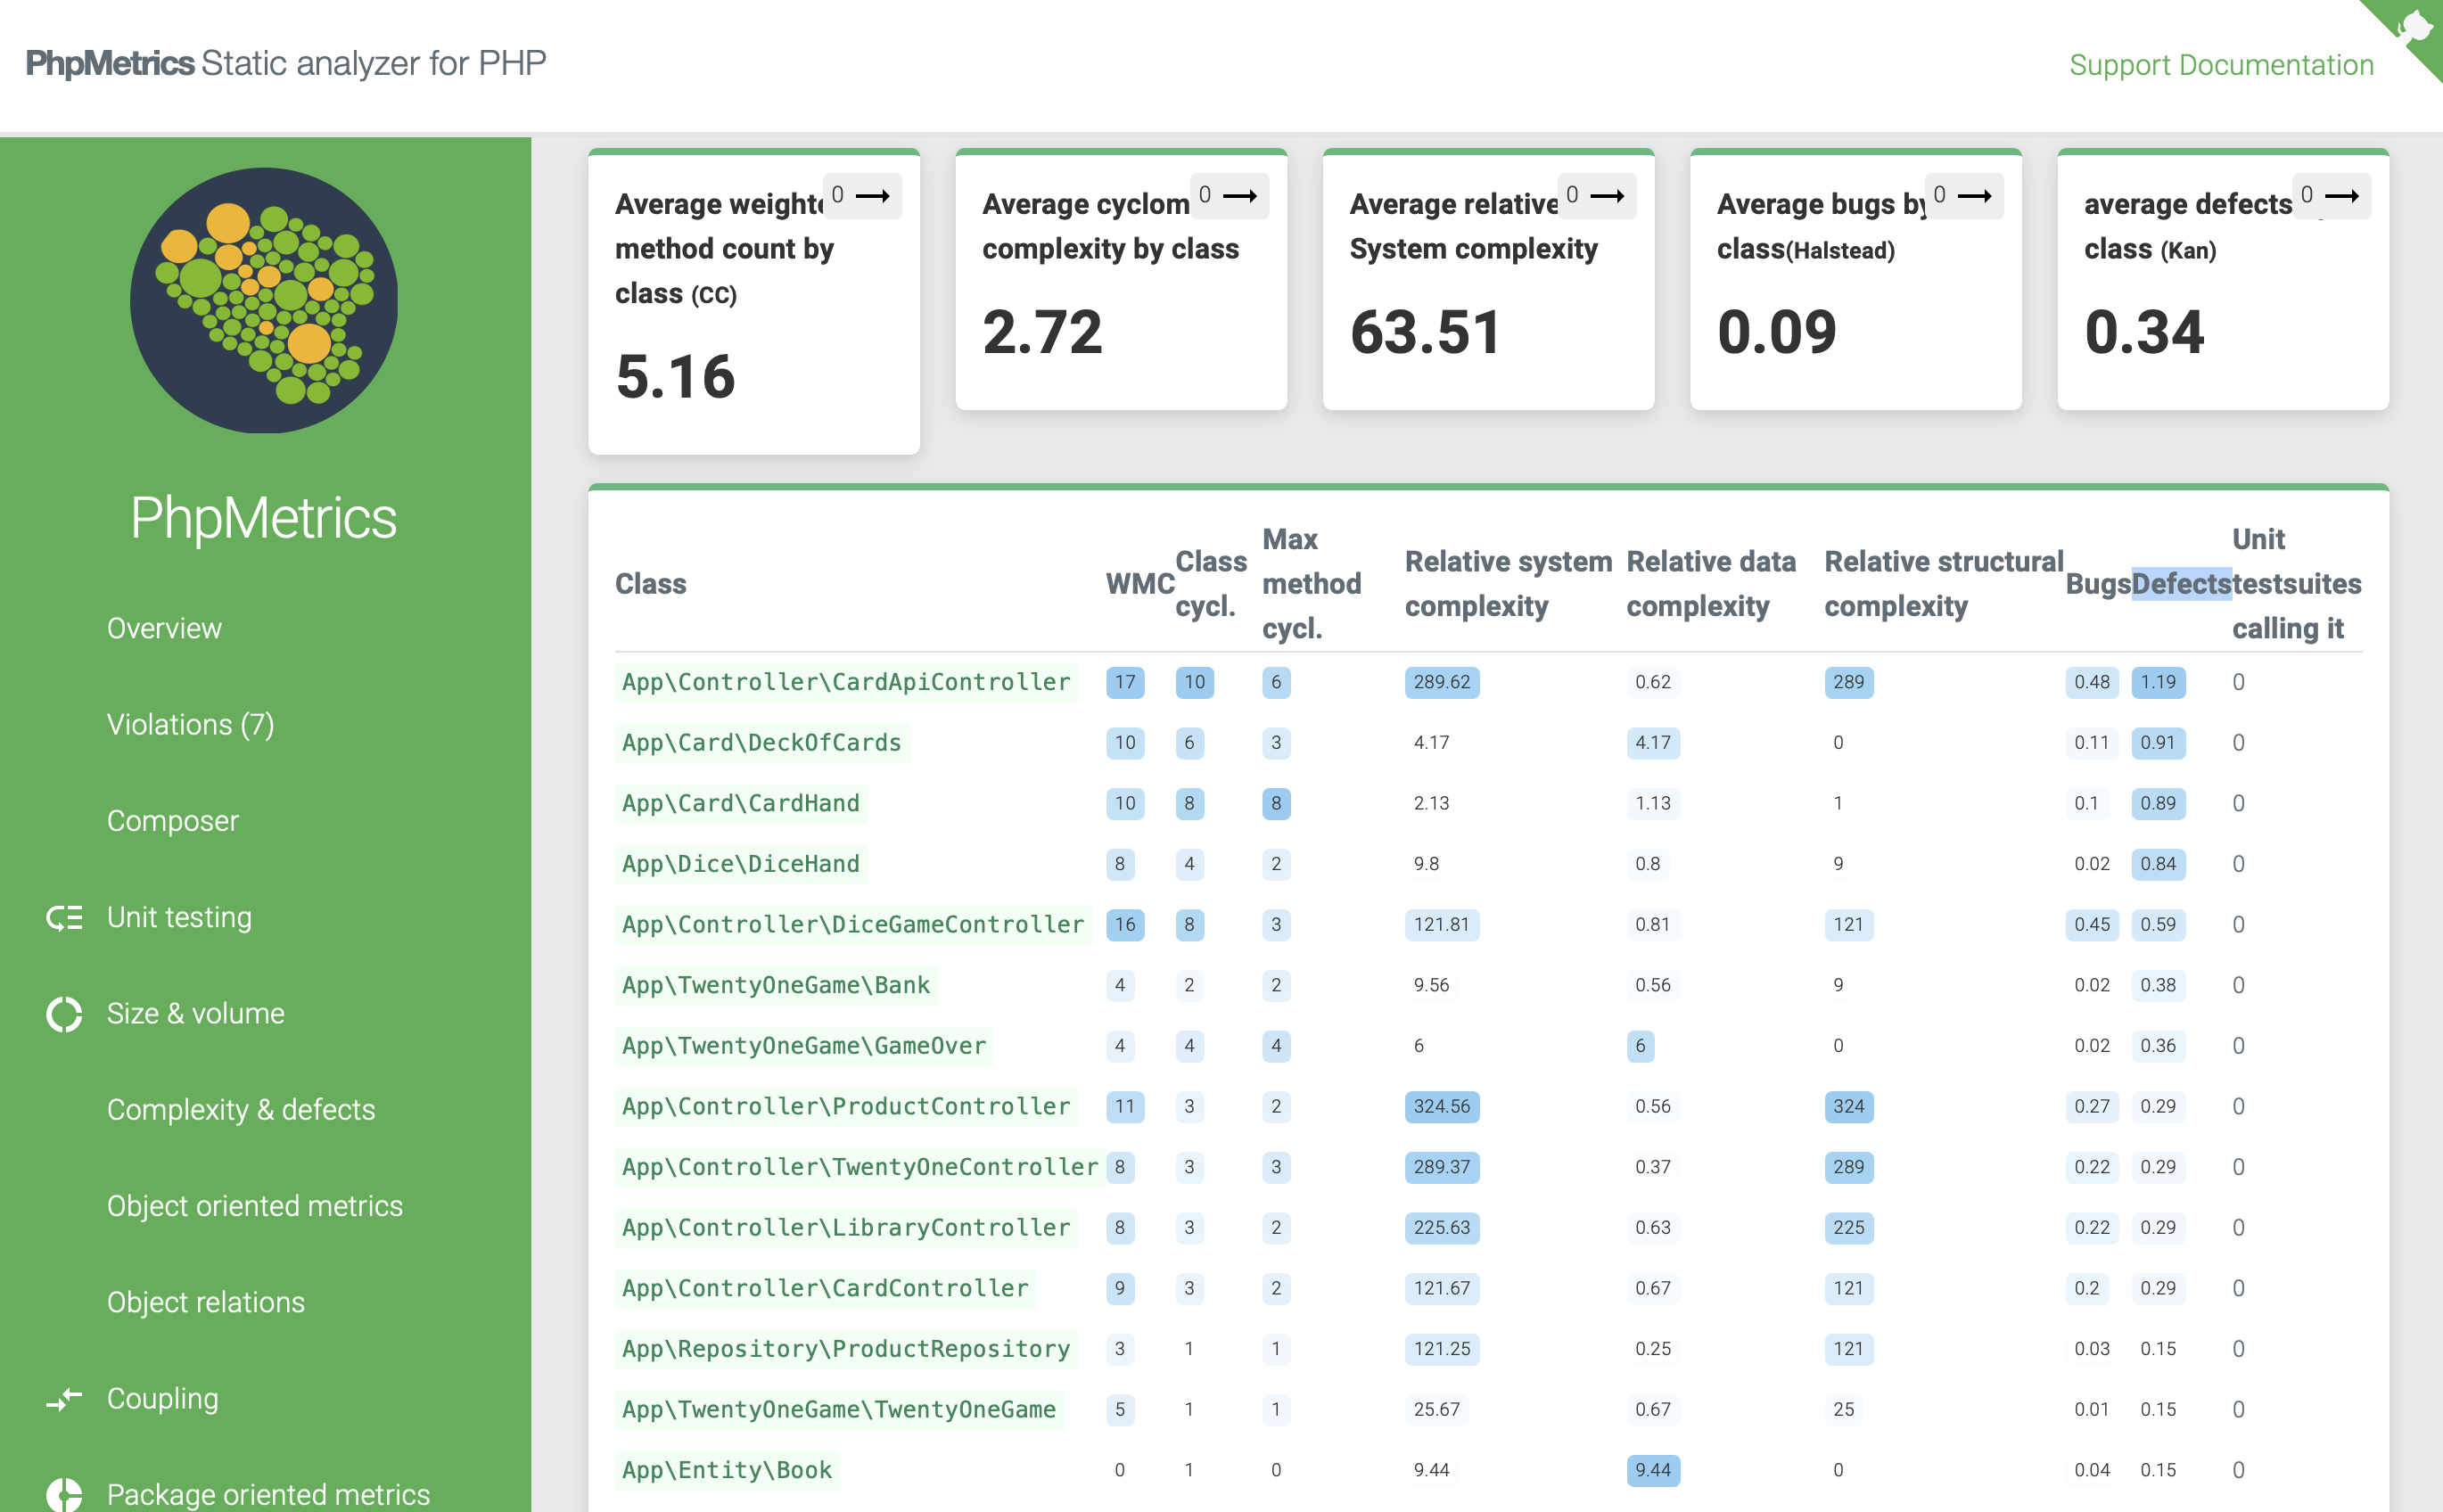 PhpMetrics Static analyzer for PHP
Support Documentation
PhpMetrics
Overview
Violations (7)
Composer
Unit testing
Size & volume
Complexity & defects
Object oriented metrics
Object relations
Coupling
Package oriented metrics
Average
0
method count by
class (CC)
5.16
Average
0
complexity by class
2.72
Average relative
0
System complexity
63.51
Average bugs by
0
class(Halstead)
0.09
average defects
0
class (Kan)
0.34
Class WMC Class cycl. Max method cycl. Relative system complexity Relative data complexity Relative structural complexity Bugs Defects Unit testsuites calling it
App\Controller\CardApiController 17 10 6 289.62 0.62 289 0.48 1.19 0
App\Card\DeckOfCards 10 6 3 4.17 4.17 0 0.11 0.91 0
App\Card\CardHand 10 8 8 2.13 1.13 1 0.1 0.89 0
App\Dice\DiceHand 8 4 2 9.8 0.8 9 0.02 0.84 0
App\Controller\DiceGameController 16 8 3 121.81 0.81 121 0.45 0.59 0
App\TwentyOneGame\Bank 4 2 2 9.56 0.56 9 0.02 0.38 0
App\TwentyOneGame\GameOver 4 4 4 6 6 0 0.02 0.36 0
App\Controller\ProductController 11 3 2 324.56 0.56 324 0.27 0.29 0
App\Controller\TwentyOneController 8 3 3 289.37 0.37 289 0.22 0.29 0
App\Controller\LibraryController 8 3 2 225.63 0.63 225 0.22 0.29 0
App\Controller\CardController 9 3 2 121.67 0.67 121 0.2 0.29 0
App\Repository\ProductRepository 3 1 1 121.25 0.25 121 0.03 0.15 0
App\TwentyOneGame\TwentyOneGame 5 1 1 25.67 0.67 25 0.01 0.15 0
App\Entity\Book 0 1 0 9.44 9.44 0 0.04 0.15 0